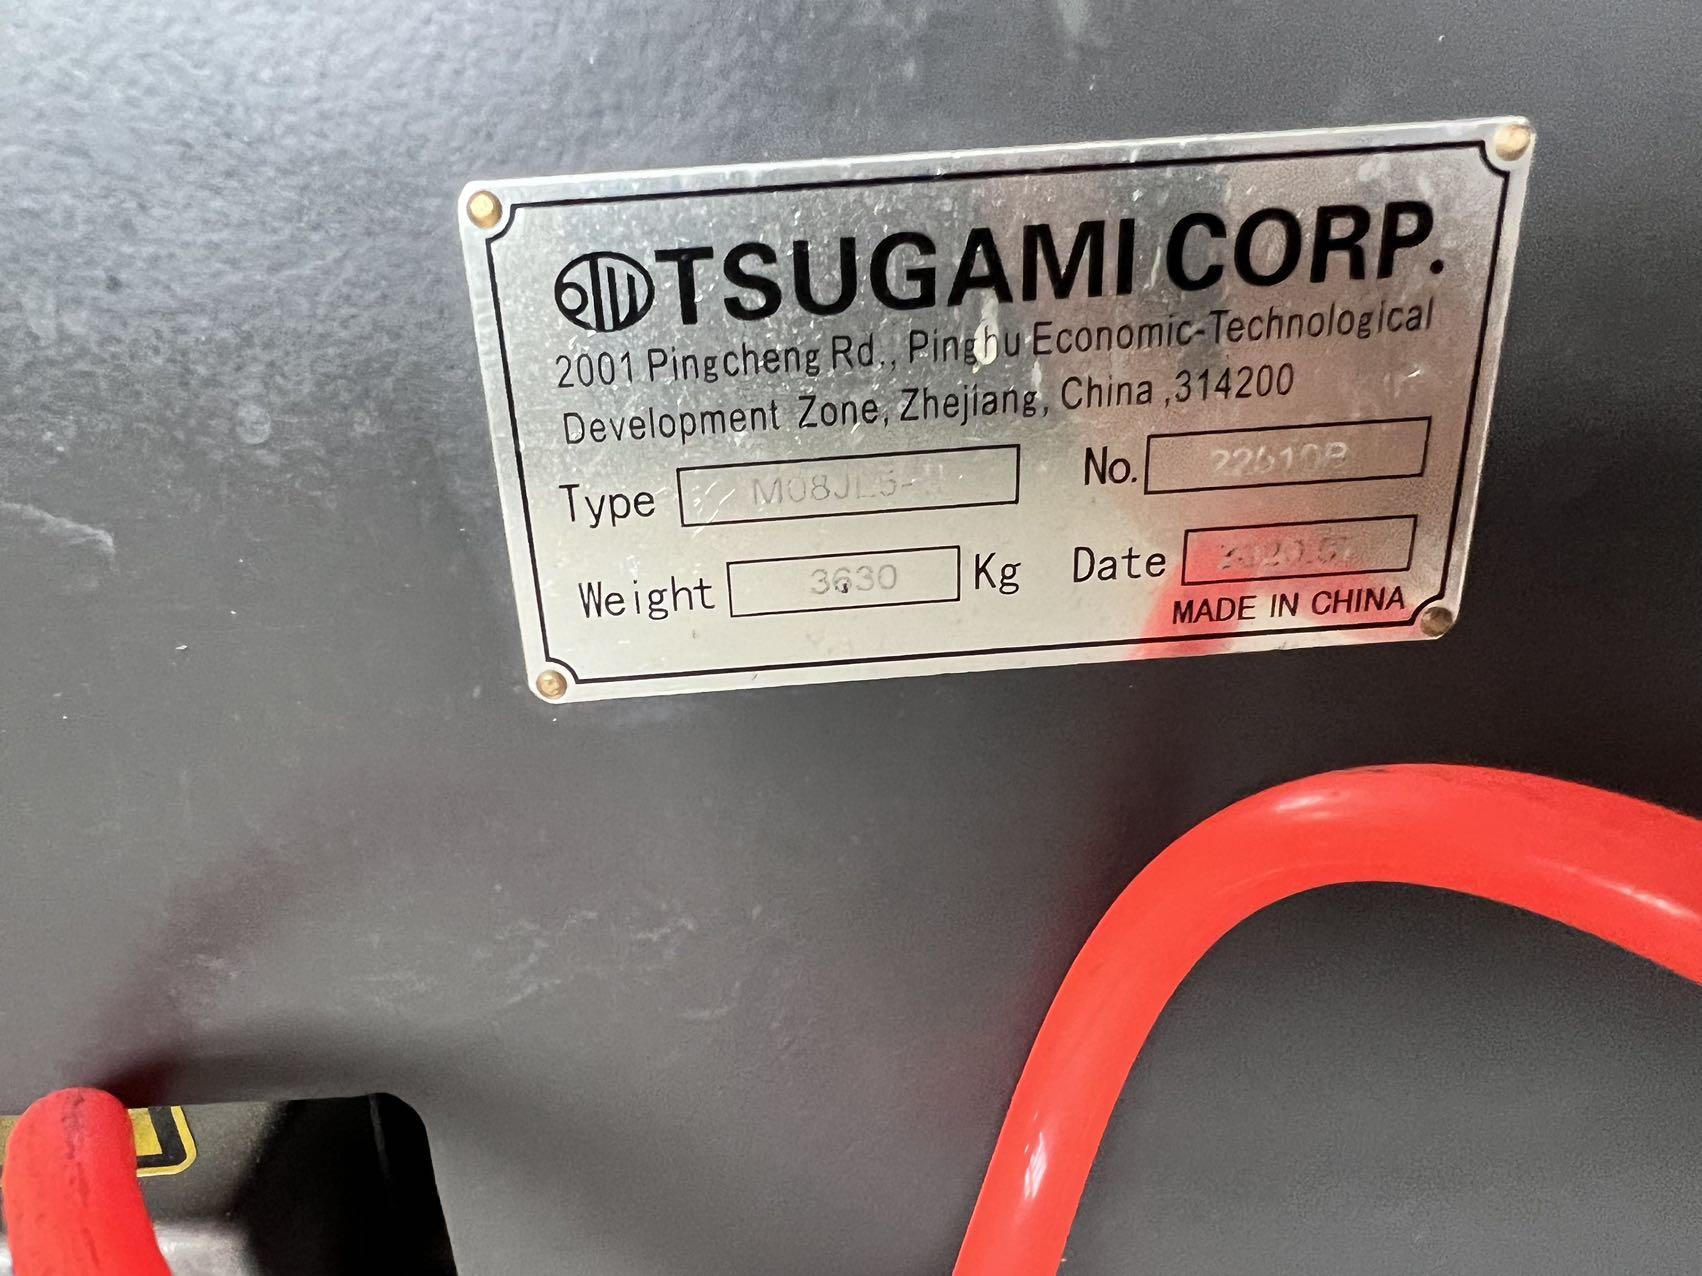 TSUGAMI CORP.
2001 Pingcheng Rd., Pinghu Economic-Technological
Development Zone, Zhejiang, China ,314200
Type
No.
Weight 3630 Kg
Date
MADE IN CHINA